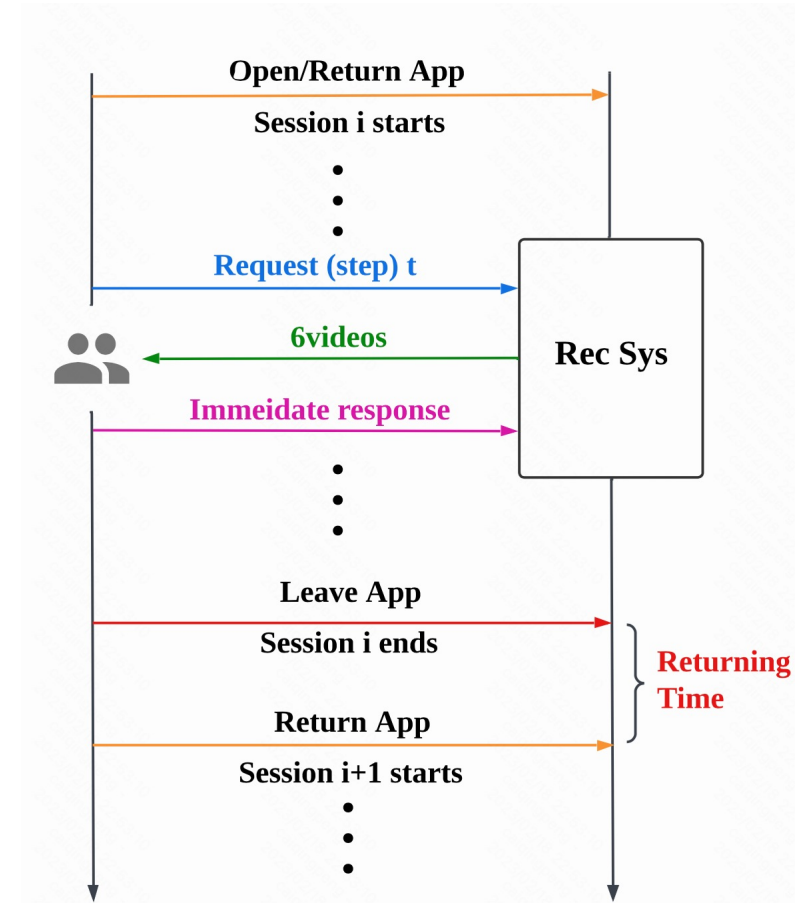 Open/Return App
Session i starts
Request (step) t
6videos
Rec Sys
Immeidate response
Leave App
Session i ends
Returning
Time
Return App
Session i+1 starts